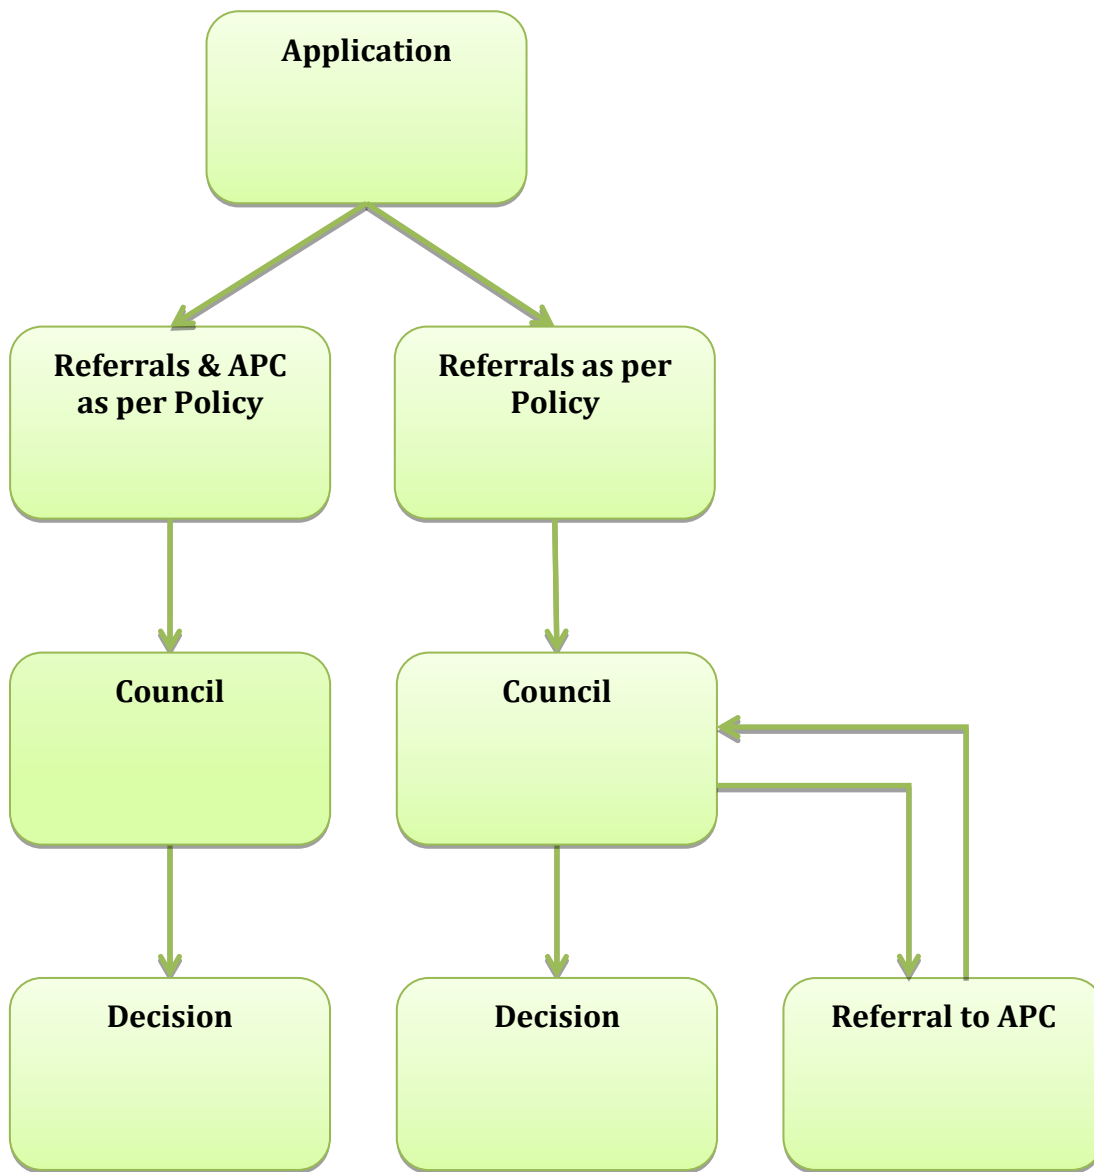 Application
Referrals & APC
as per Policy
Referrals as per
Policy
Council
Council
Decision
Decision
Referral to APC